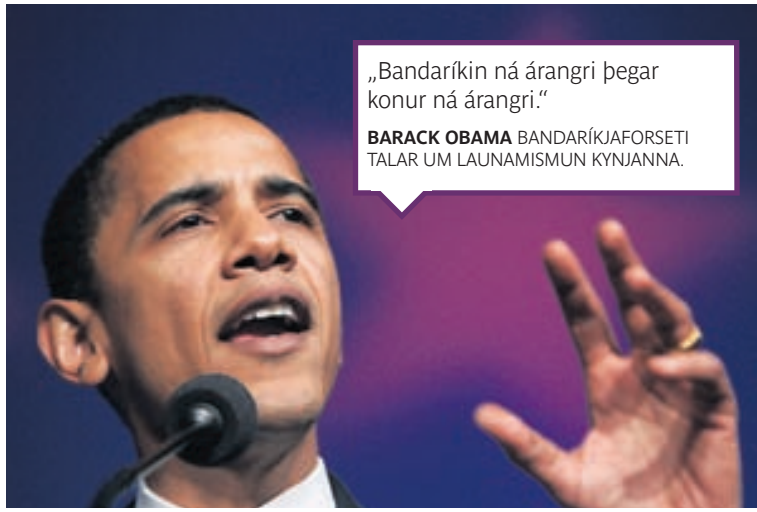 „Bandaríkin ná árangri þegar
konur ná árangri.“
BARACK OBAMA BANDARÍKJAFORSETI
TALAR UM LAUNAMISMUN KYNJANNA.